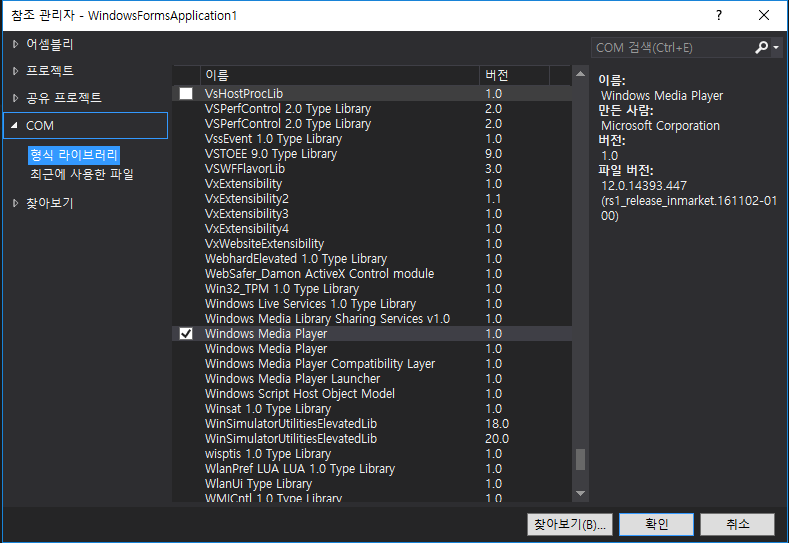 참조 관리자 - WindowsFormsApplication1
? 
어셈블리
프로젝트
공유 프로젝트
COM
형식 라이브러리
최근에 사용한 파일
찾아보기
이름 버전
VsHostProcLib 1.0
VSPerfControl 2.0 Type Library 2.0
VSPerfControl 2.0 Type Library 2.0
VssEvent 1.0 Type Library 1.0
VSTOEE 9.0 Type Library 9.0
VSWFFlavorLib 3.0
VxExtensibility 1.0
VxExtensibility2 1.1
VxExtensibility3 1.0
VxExtensibility4 1.0
VxWebsiteExtensibility 1.0
WebhardElevated 1.0 Type Library 1.0
WebSafer_Damon ActiveX Control module 1.0
Win32_TPM 1.0 Type Library 1.0
Windows Live Services 1.0 Type Library 1.0
Windows Media Library Sharing Services v1.0 1.0
Windows Media Player 1.0
Windows Media Player 1.0
Windows Media Player Compatibility Layer 1.0
Windows Media Player Launcher 1.0
Windows Script Host Object Model 1.0
Winsat 1.0 Type Library 1.0
WinSimulatorUtilitiesElevatedLib 18.0
WinSimulatorUtilitiesElevatedLib 20.0
wisptis 1.0 Type Library 1.0
WlanPref LUA LUA 1.0 Type Library 1.0
WlanUi Type Library 1.0
WMICntl 1.0 Type Library 1.0
COM 검색(Ctrl+E)
이름:
Windows Media Player
만든 사람:
Microsoft Corporation
버전:
1.0
파일 버전:
12.0.14393.447
(rs1_release_inmarket.161102-01
00)
찾아보기(B)... 확인 취소